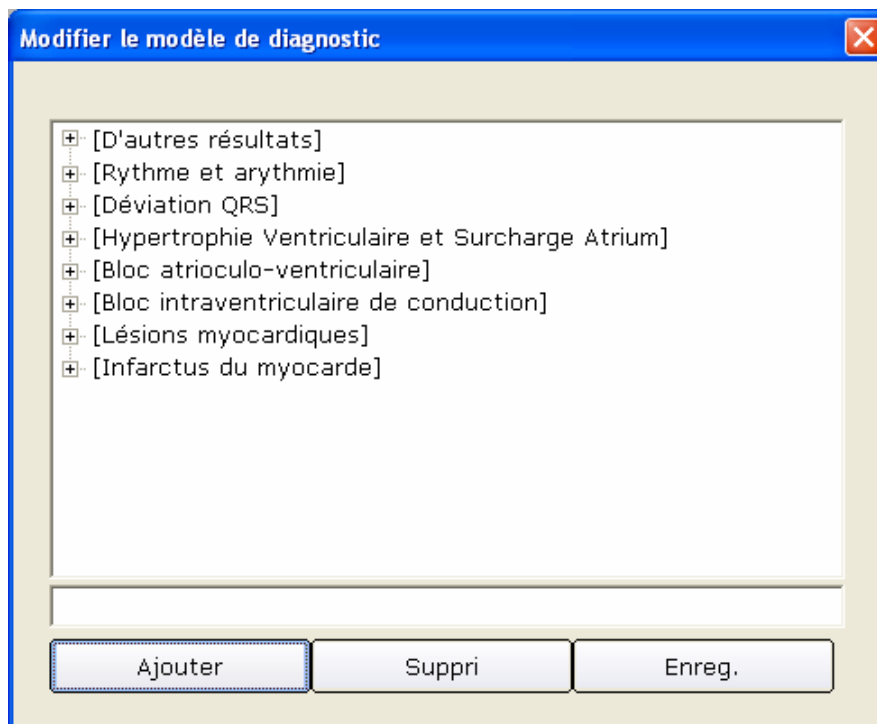 Modifier le modèle de diagnostic
[D'autres résultats]
[Rythme et arythmie]
[Déviation QRS]
[Hypertrophie Ventriculaire et Surcharge Atrium]
[Bloc atrioculo-ventriculaire]
[Bloc intraventriculaire de conduction]
[Lésions myocardiques]
[Infarctus du myocarde]
Ajouter Suppri Enreg.